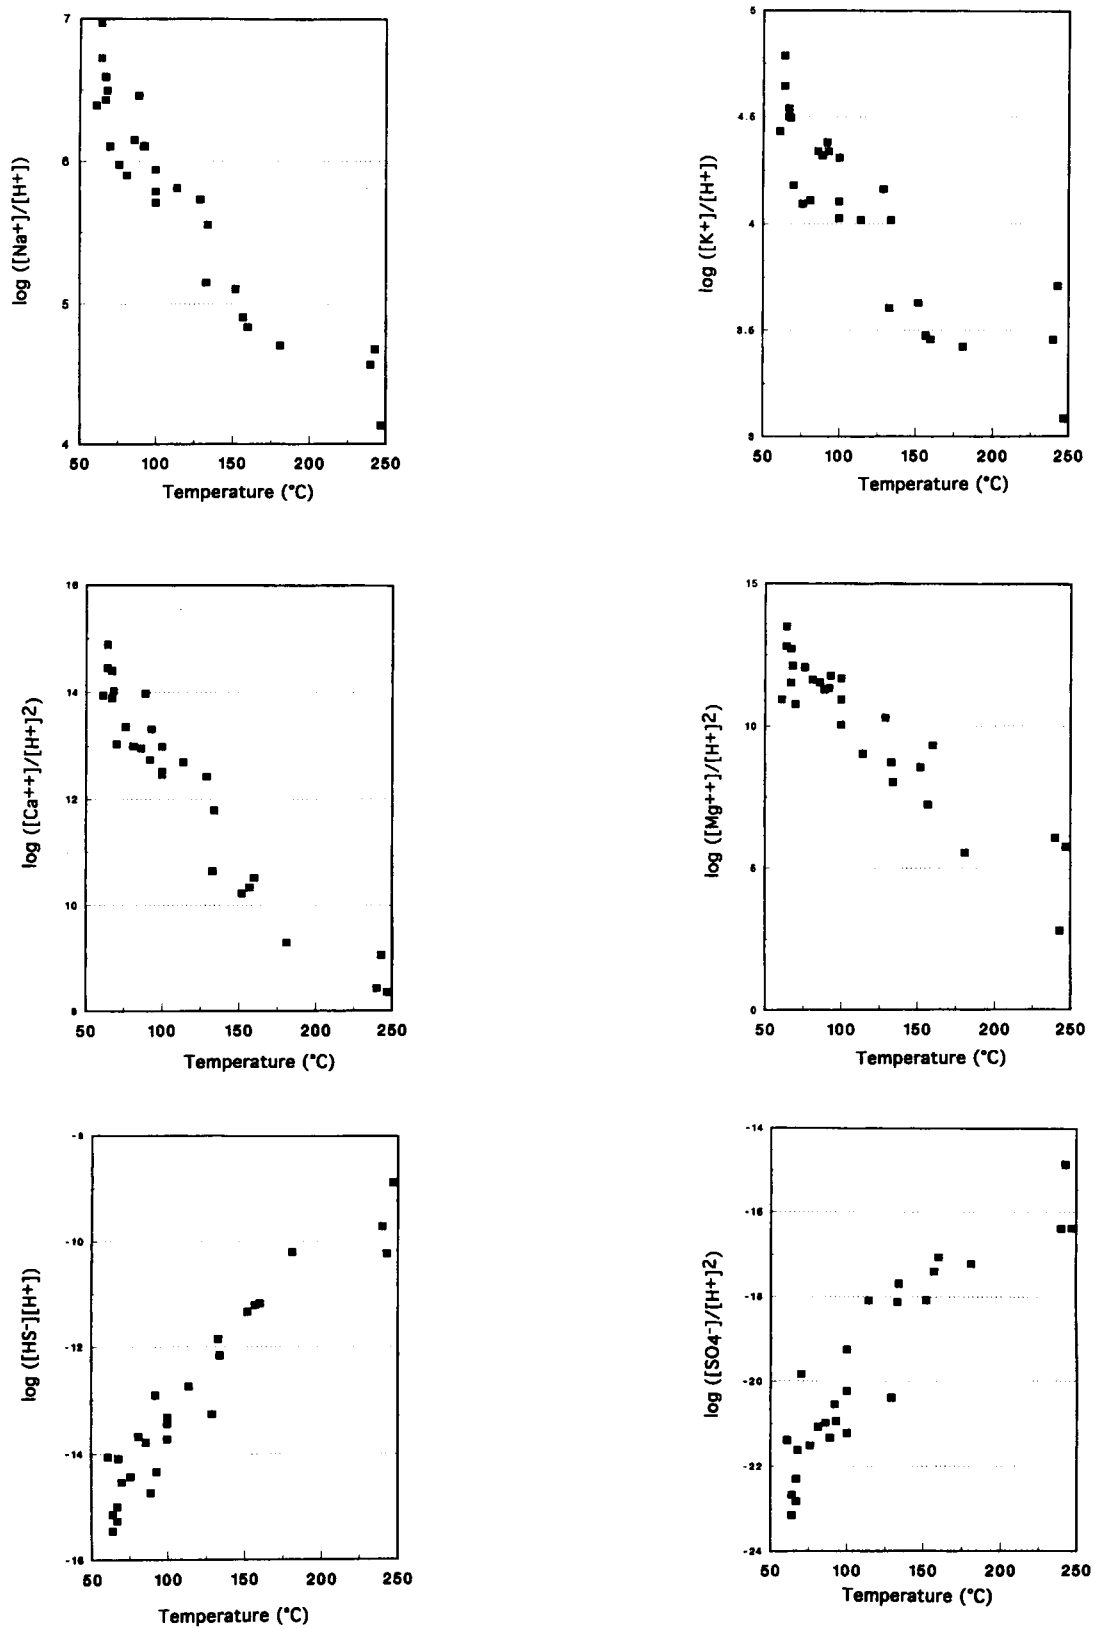 7
6
5
4
50 100 150 200 250
Temperature (°C)
log ([Na+]/[H+])
5
4.5
4
3.5
3
50 100 150 200 250
Temperature (°C)
log ([K+]/[H+])
16
14
12
10
8
50 100 150 200 250
Temperature (°C)
log ([Ca++]/[H+]2)
15
10
5
0
50 100 150 200 250
Temperature (°C)
log ([Mg++]/[H+]2)
-8
-10
-12
-14
-16
50 100 150 200 250
Temperature (°C)
log ([HS-][H+])
-14
-16
-18
-20
-22
-24
50 100 150 200 250
Temperature (°C)
log ([SO4-]/[H+]2)